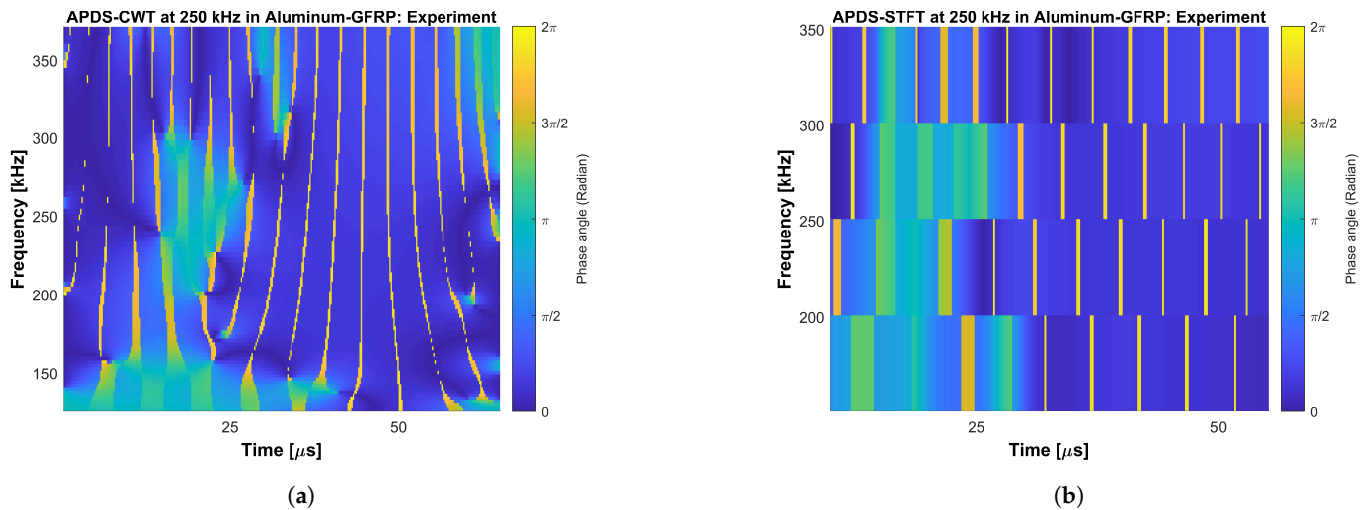 APDS-CWT at 250 kHz in Aluminum-GFRP: Experiment
Frequency [kHz]
350
300
250
200
150
25
50
Time [μs]
2π
3π/2
π
π/2
0
Phase angle (Radian)
(a)
APDS-STFT at 250 kHz in Aluminum-GFRP: Experiment
Frequency [kHz]
350
300
250
200
25
50
Time [μs]
2π
3π/2
π
π/2
0
Phase angle (Radian)
(b)